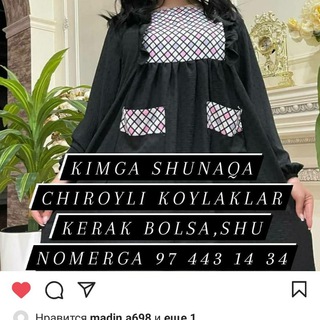 KIMGA SHUNAQA
CHIROYLI KOYLAKLAR
KERAK BOLSA,SHU
NOMERGA 97 443 14 34
Нравится madin.a698 и еще 1